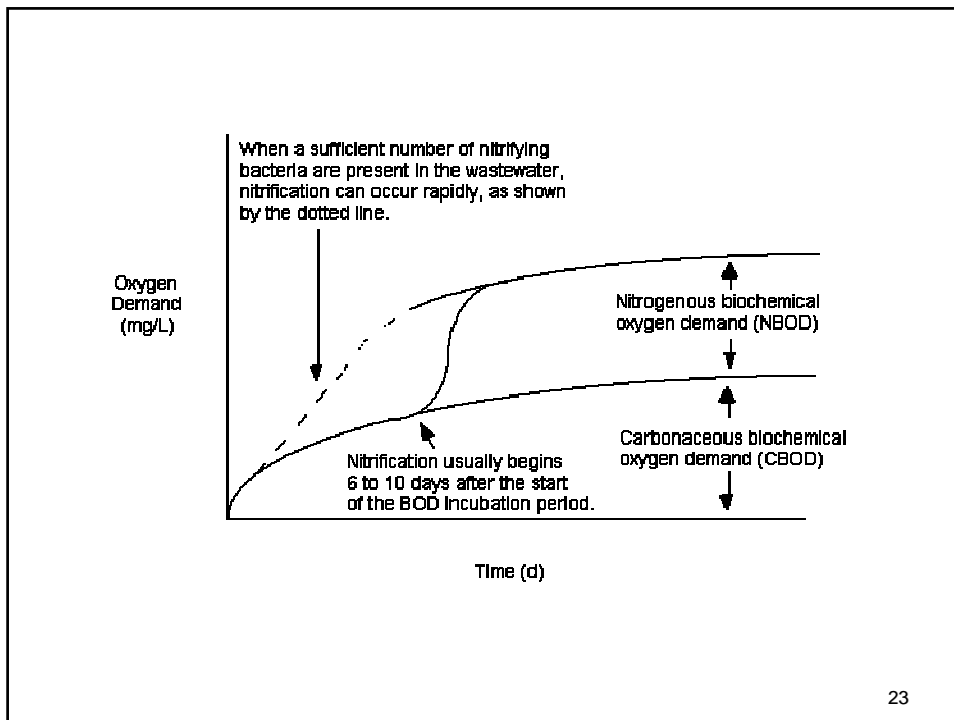 When a sufficient number of nitrifying
bacteria are present in the wastewater,
nitrification can occur rapidly, as shown
by the dotted line.
Oxygen
Demand
(mg/L)
Nitrogenous biochemical
oxygen demand (NBOD)
Carbonaceous biochemical
oxygen demand (CBOD)
Nitrification usually begins
6 to 10 days after the start
of the BOD incubation period.
Time (d)
23